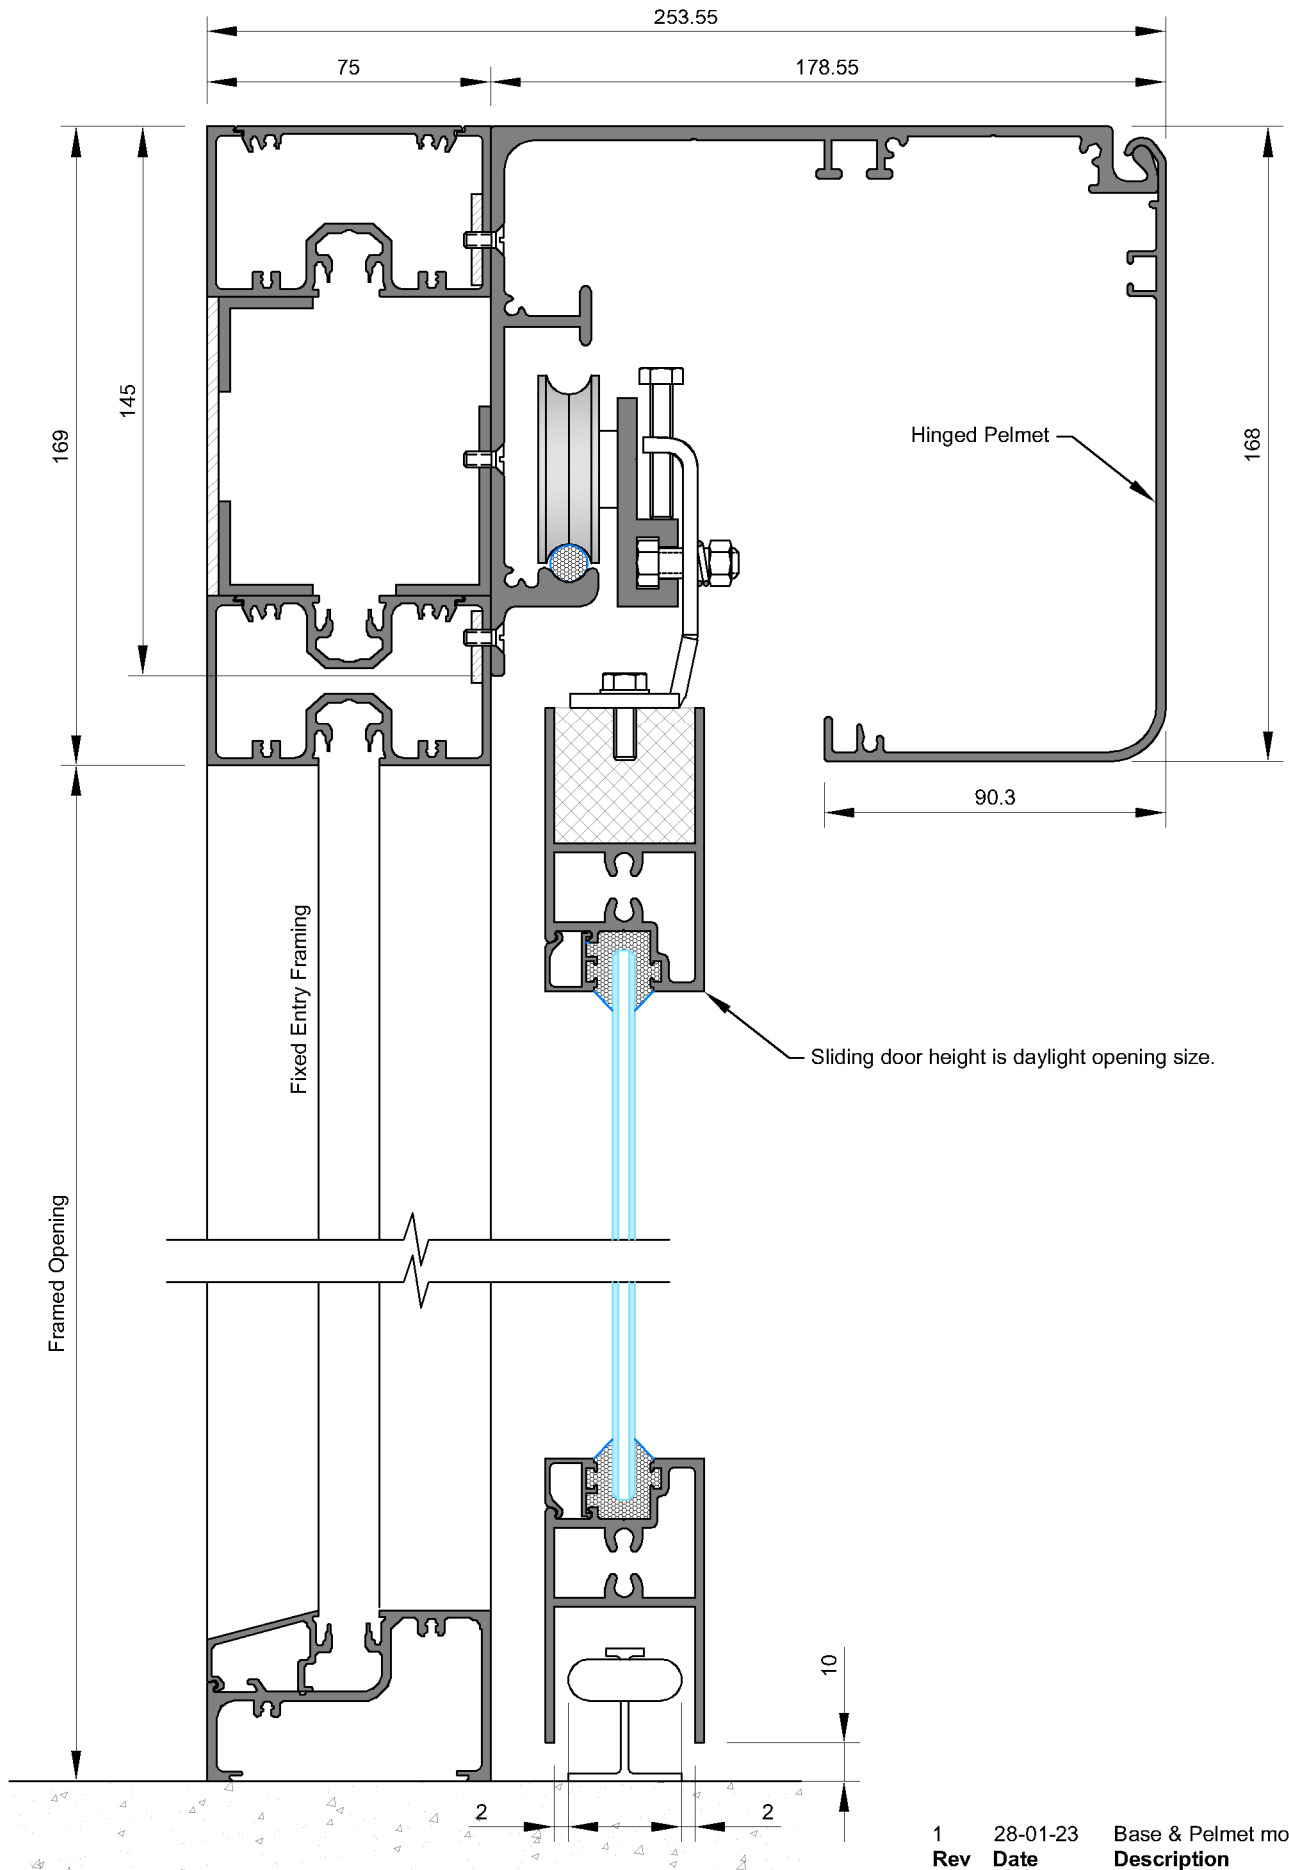 253.55
75
178.55
169
145
168
Hinged Pelmet
90.3
Fixed Entry Framing
Sliding door height is daylight opening size.
Framed Opening
10
2
2
1 28-01-23 Base & Pelmet mo
Rev Date Description